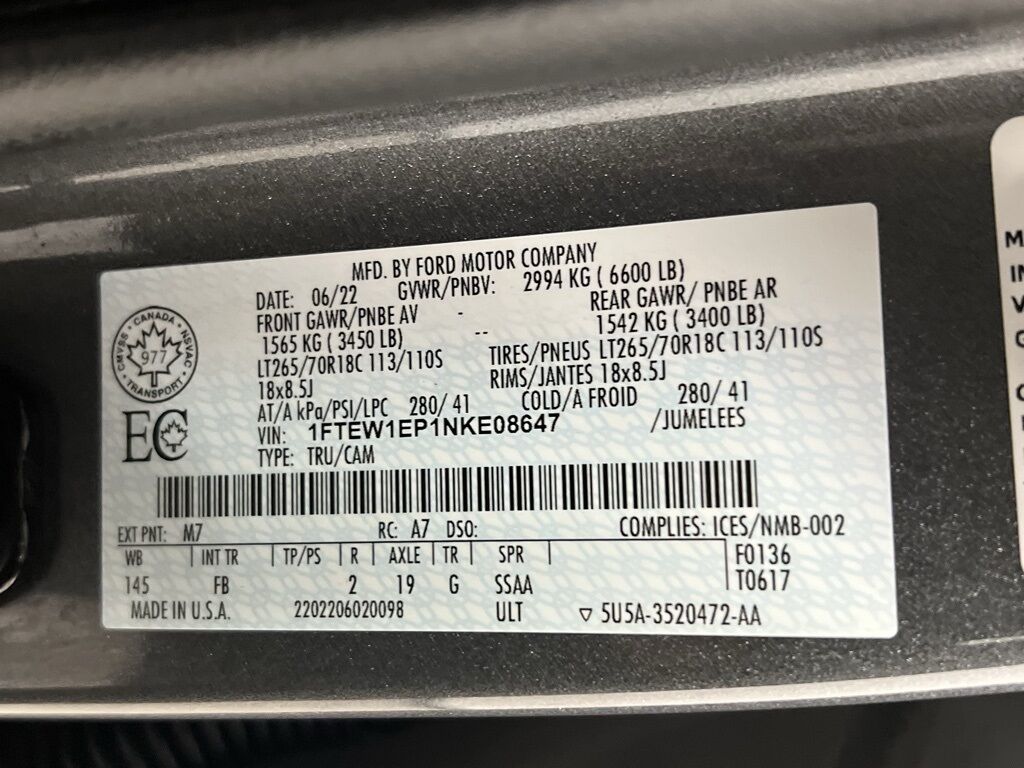 MFD. BY FORD MOTOR COMPANY
DATE: 06/22 GVWR/PNBV: 2994 KG ( 6600 LB)
FRONT GAWR/PNBE AV - REAR GAWR/ PNBE AR
1565 KG ( 3450 LB) -- 1542 KG ( 3400 LB)
LT265/70R18C 113/110S TIRES/PNEUS LT265/70R18C 113/110S
18x8.5J RIMS/JANTES 18x8.5J
AT/A kPa/PSI/LPC 280/ 41 COLD/A FROID 280/ 41
VIN: 1FTEW1EP1NKE08647 /JUMELEES
TYPE: TRU/CAM
CANADA
CMVSS NSVAC
977
TRANSPORT
EC
EXT PNT: M7 RC: A7 DSO: COMPLIES: ICES/NMB-002
WB | INT TR | TP/PS | R | AXLE | TR | SPR | F0136
145 FB 2 19 G SSAA T0617
MADE IN U.S.A. 2202206020098 ULT ▽ 5U5A-3520472-AA